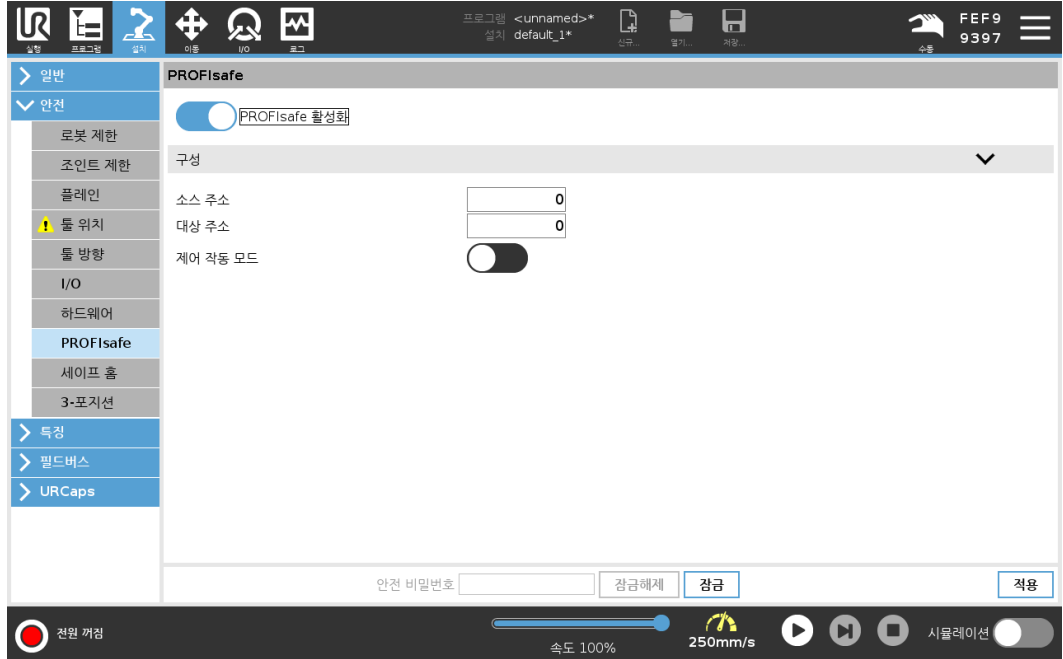 UR
실행
프로그램
설치
이동
I/O
로그
프로그램 <unnamed>*
설치 default_1*
신규...
열기...
저장...
수동
FEF9
9397
일반
안전
로봇 제한
조인트 제한
플레인
툴 위치
툴 방향
I/O
하드웨어
PROFIsafe
세이프 홈
3-포지션
특징
필드버스
URCaps
PROFIsafe
PROFIsafe 활성화
구성
소스 주소 0
대상 주소 0
제어 작동 모드
안전 비밀번호 잠금해제 잠금 적용
전원 꺼짐
속도 100%
250mm/s
시뮬레이션